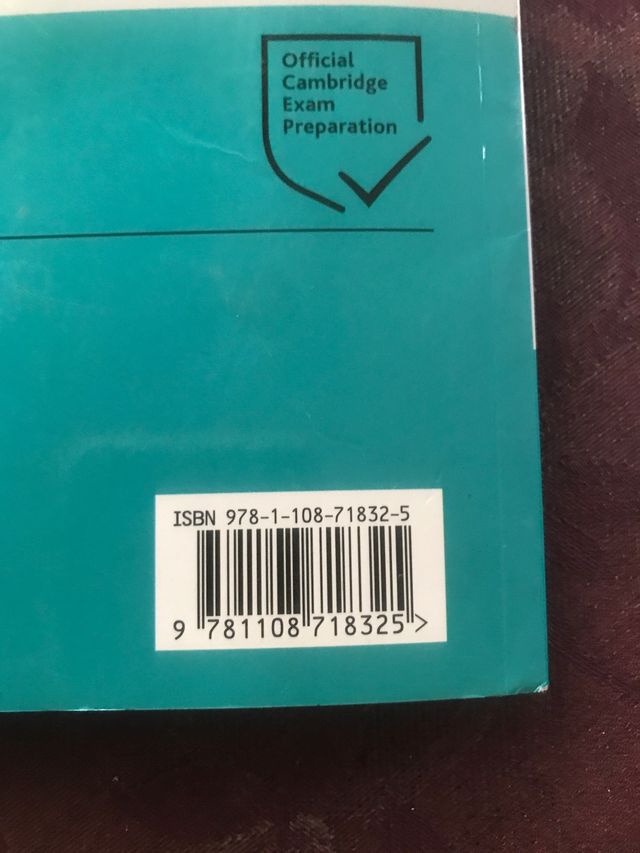 Official
Cambridge
Exam
Preparation
ISBN 978-1-108-71832-5
9 781108 718325 >